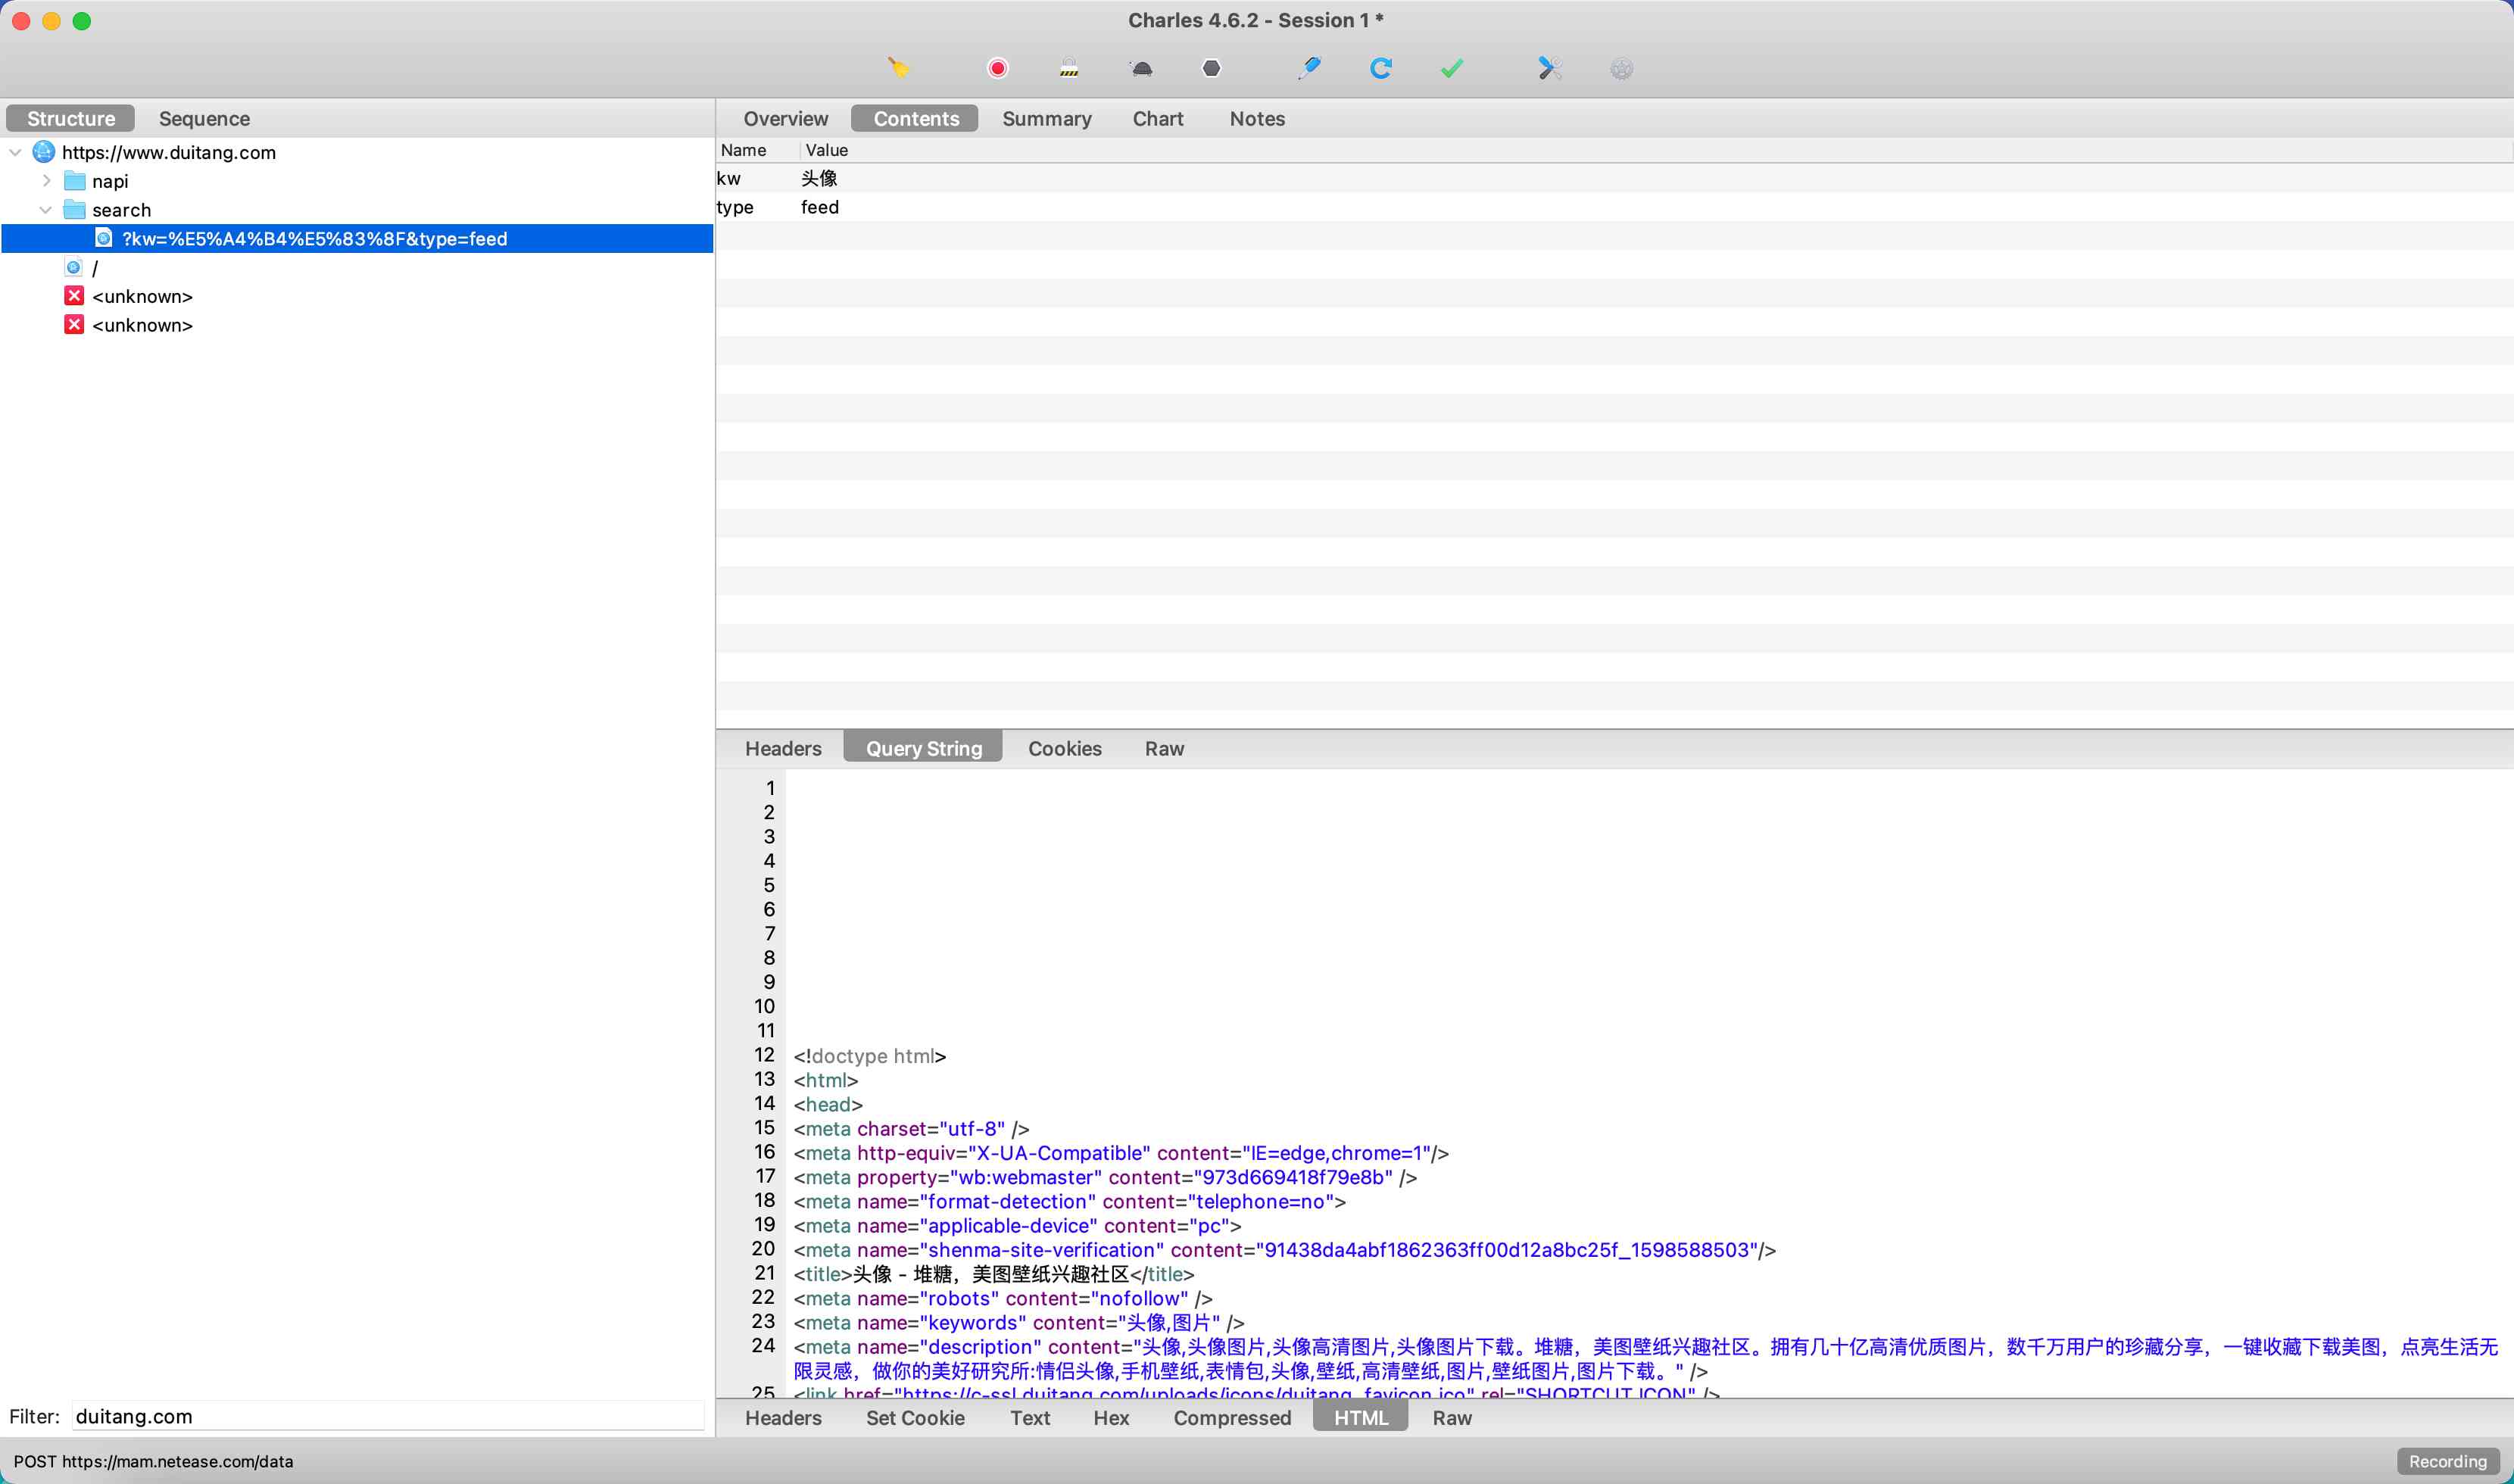 Charles 4.6.2 - Session 1 *
Structure
Sequence
https://www.duitang.com
napi
search
?kw=%E5%A4%B4%E5%83%8F&type=feed
/
<unknown>
<unknown>
Filter: duitang.com
Overview
Contents
Summary
Chart
Notes
Name Value
kw 头像
type feed
Headers
Query String
Cookies
Raw
1
2
3
4
5
6
7
8
9
10
11
12 <!doctype html>
13 <html>
14 <head>
15 <meta charset="utf-8" />
16 <meta http-equiv="X-UA-Compatible" content="IE=edge,chrome=1"/>
17 <meta property="wb:webmaster" content="973d669418f79e8b" />
18 <meta name="format-detection" content="telephone=no">
19 <meta name="applicable-device" content="pc">
20 <meta name="shenma-site-verification" content="91438da4abf1862363ff00d12a8bc25f_1598588503"/>
21 <title>头像 - 堆糖，美图壁纸兴趣社区</title>
22 <meta name="robots" content="nofollow" />
23 <meta name="keywords" content="头像,图片" />
24 <meta name="description" content="头像,头像图片,头像高清图片,头像图片下载。堆糖，美图壁纸兴趣社区。拥有几十亿高清优质图片，数千万用户的珍藏分享，一键收藏下载美图，点亮生活无
限灵感，做你的美好研究所:情侣头像,手机壁纸,表情包,头像,壁纸,高清壁纸,图片,壁纸图片,图片下载。" />
25 <link href="https://c-ssl.duitang.com/uploads/icons/duitang_favicon.ico" rel="SHORTCUT ICON" />
Headers
Set Cookie
Text
Hex
Compressed
HTML
Raw
POST https://mam.netease.com/data
Recording